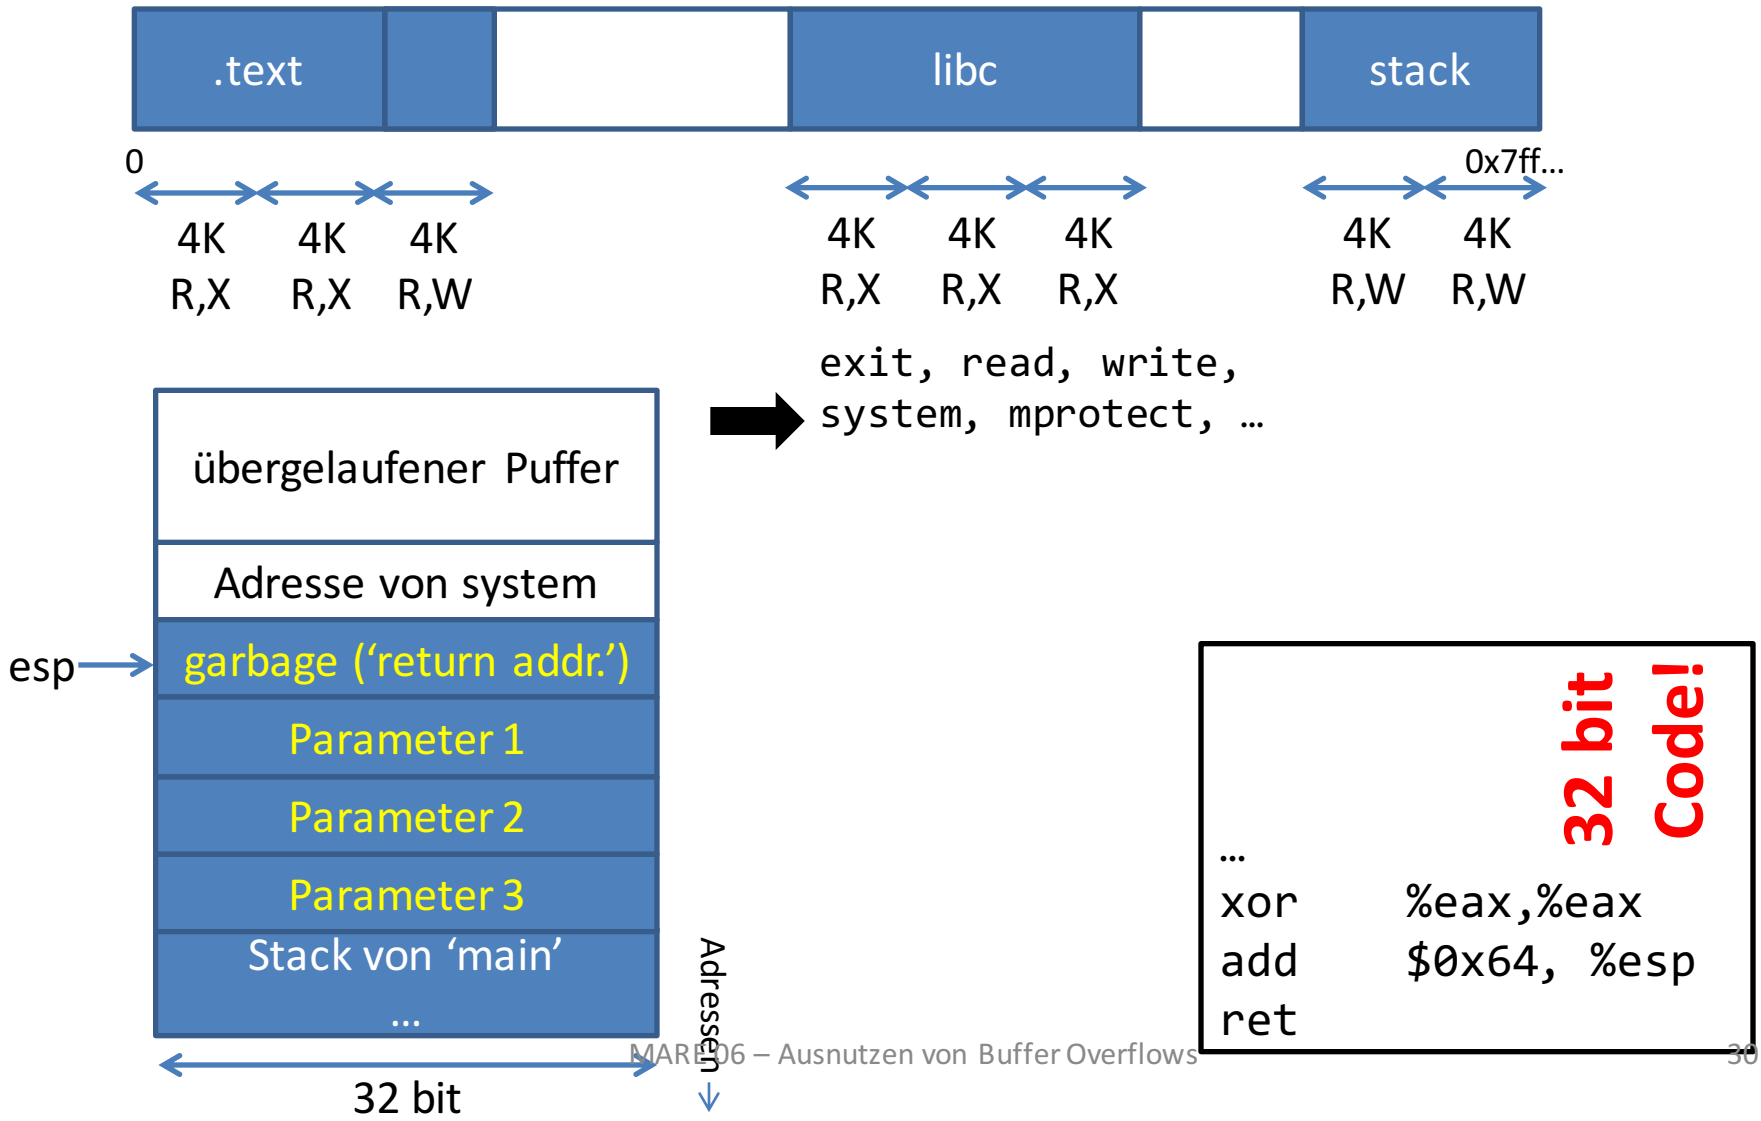 .text
libc
stack
0
0x7ff…
4K 4K 4K
R,X R,X R,W
4K 4K 4K
R,X R,X R,X
4K 4K
R,W R,W
exit, read, write,
system, mprotect, …
übergelaufener Puffer
Adresse von system
esp
garbage (‘return addr.’)
Parameter 1
Parameter 2
Parameter 3
Stack von ‘main’
…
32 bit
Adressen
32 bit
Code!
…
xor %eax,%eax
add $0x64, %esp
ret
MARE 06 – Ausnutzen von Buffer Overflows
30